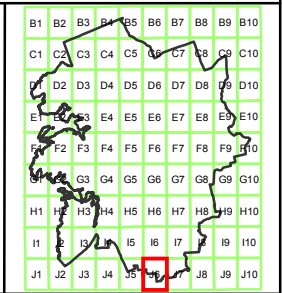 B1 B2 B3 B4 B5 B6 B7 B8 B9 B10
C1 C2 C3 C4 C5 C6 C7 C8 C9 C10
D1 D2 D3 D4 D5 D6 D7 D8 D9 D10
E1 E2 E3 E4 E5 E6 E7 E8 E9 E10
F1 F2 F3 F4 F5 F6 F7 F8 F9 F10
G1 G2 G3 G4 G5 G6 G7 G8 G9 G10
H1 H2 H3 H4 H5 H6 H7 H8 H9 H10
I1 I2 I3 I4 I5 I6 I7 I8 I9 I10
J1 J2 J3 J4 J5 J6 J7 J8 J9 J10